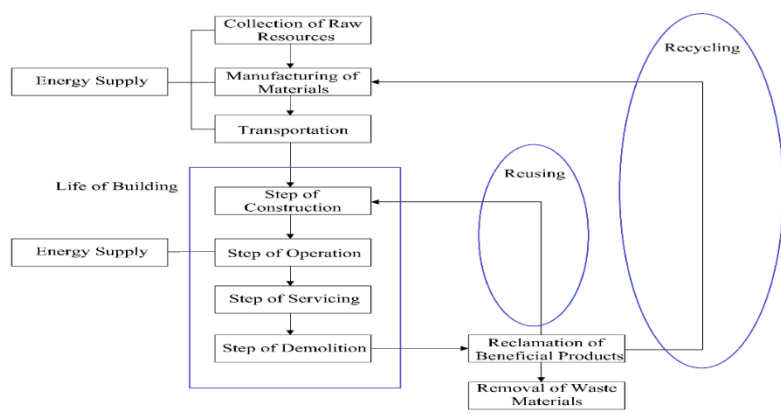 Collection of Raw
Resources
Recycling
Energy Supply
Manufacturing of
Materials
Transportation
Life of Building
Reusing
Step of
Construction
Energy Supply
Step of Operation
Step of Servicing
Step of Demolition
Reclamation of
Beneficial Products
Removal of Waste
Materials